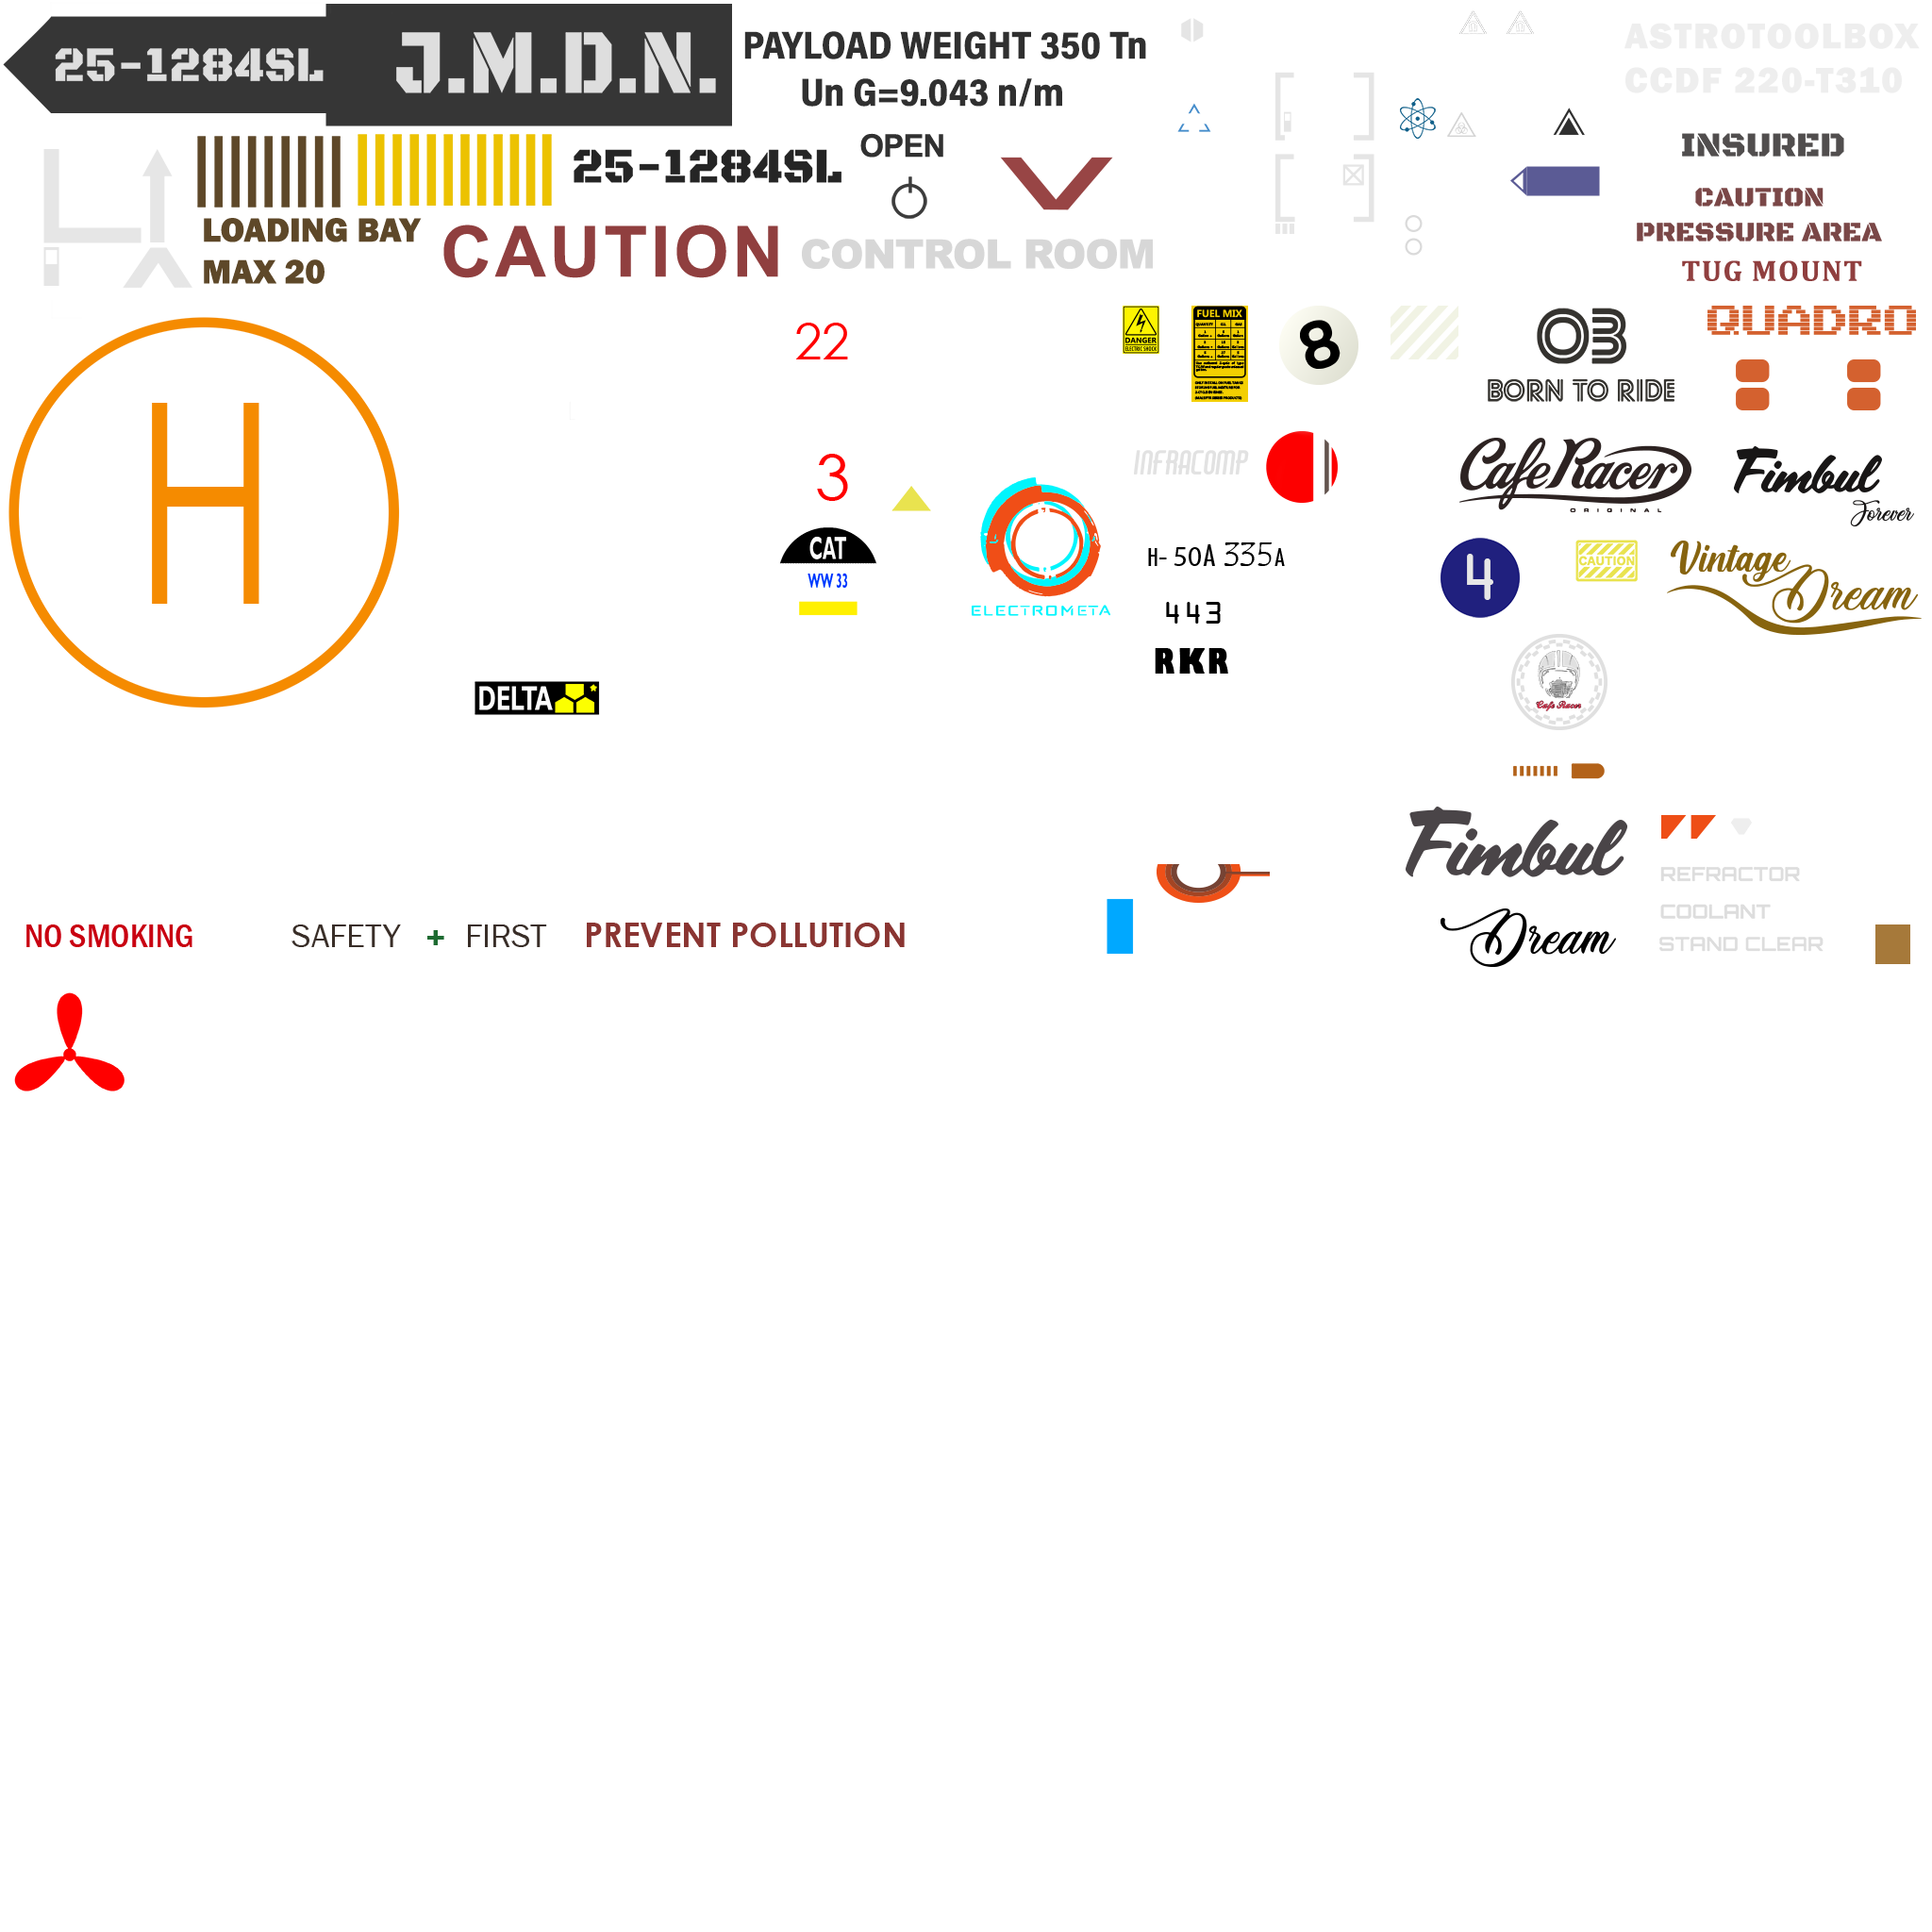 25-1284SL
J.M.D.N.
PAYLOAD WEIGHT 350 Tn
Un G=9.043 n/m
ASTROTOOLBOX
CCDF 220-T310
OPEN
25-1284SL
INSURED
CAUTION
PRESSURE AREA
TUG MOUNT
LOADING BAY
MAX 20
CAUTION
CONTROL ROOM
H
22
3
CAT
WW 33
DANGER
ELECTRIC SHOCK
FUEL MIX
8
03
BORN TO RIDE
QUADRO
INFRACOMP
Cafe Racer
ORIGINAL
Fimbul
Forever
ELECTROMETA
H- 50A 335A
443
RKR
4
CAUTION
Vintage
Dream
DELTA
Cafe Racer
Fimbul
Dream
REFRACTOR
COOLANT
STAND CLEAR
NO SMOKING
SAFETY + FIRST
PREVENT POLLUTION